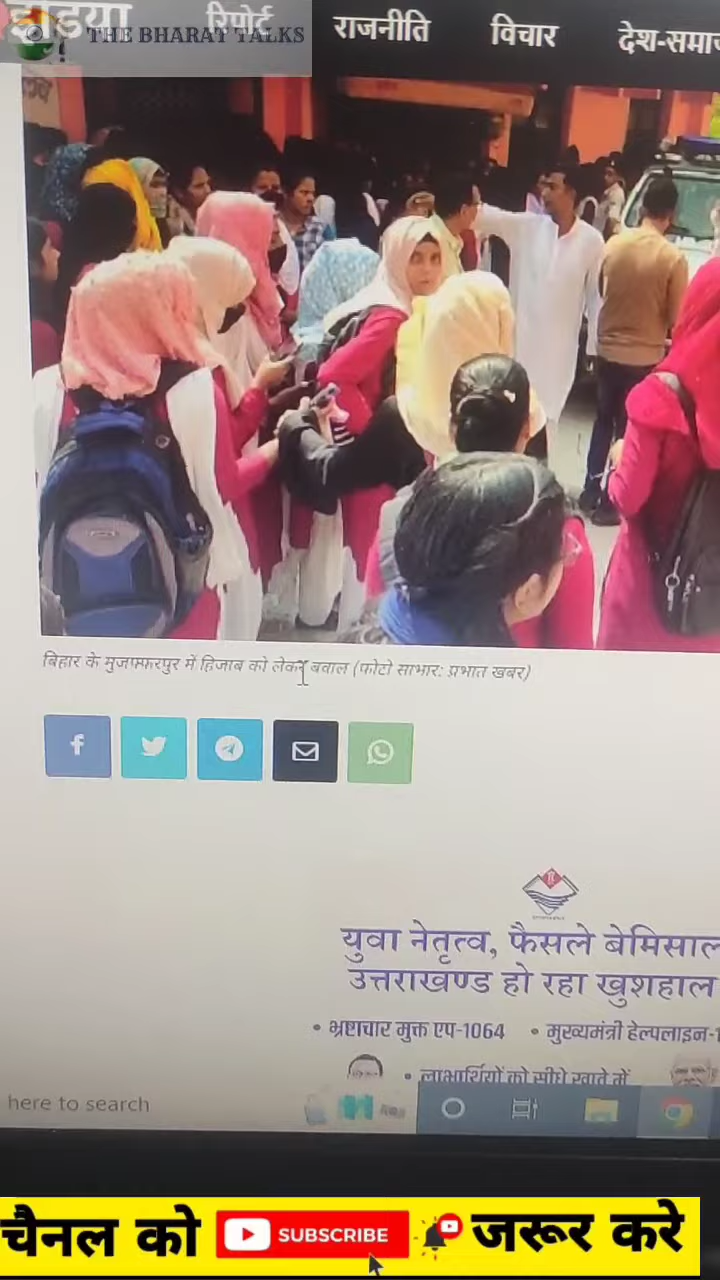 इंडिया रिपोर्ट राजनीति विचार देश-समाज
THE BHARAT TALKS
बिहार के मुजफ्फरपुर में हिजाब को लेकर बवाल (फोटो साभार: प्रभात खबर)
युवा नेतृत्व, फैसले बेमिसाल
उत्तराखण्ड हो रहा खुशहाल
• भ्रष्टाचार मुक्त एप-1064 • मुख्यमंत्री हेल्पलाइन-1
• लाभार्थियों को सीधे खाते में
here to search
चैनल को SUBSCRIBE जरूर करे